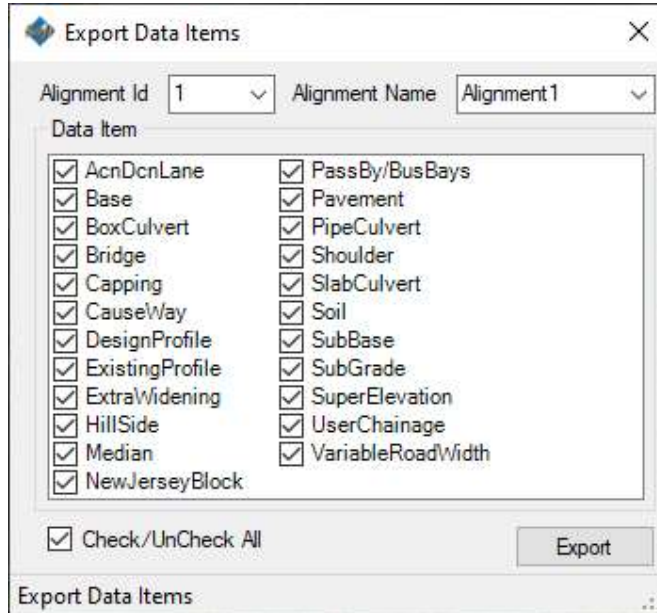 Export Data Items
Alignment Id 1 Alignment Name Alignment1
Data Item
AcnDcnLane PassBy/BusBays
Base Pavement
BoxCulvert PipeCulvert
Bridge Shoulder
Capping SlabCulvert
CauseWay Soil
DesignProfile SubBase
ExistingProfile SubGrade
ExtraWidening SuperElevation
HillSide UserChainage
Median VariableRoadWidth
NewJerseyBlock
Check/UnCheck All Export
Export Data Items